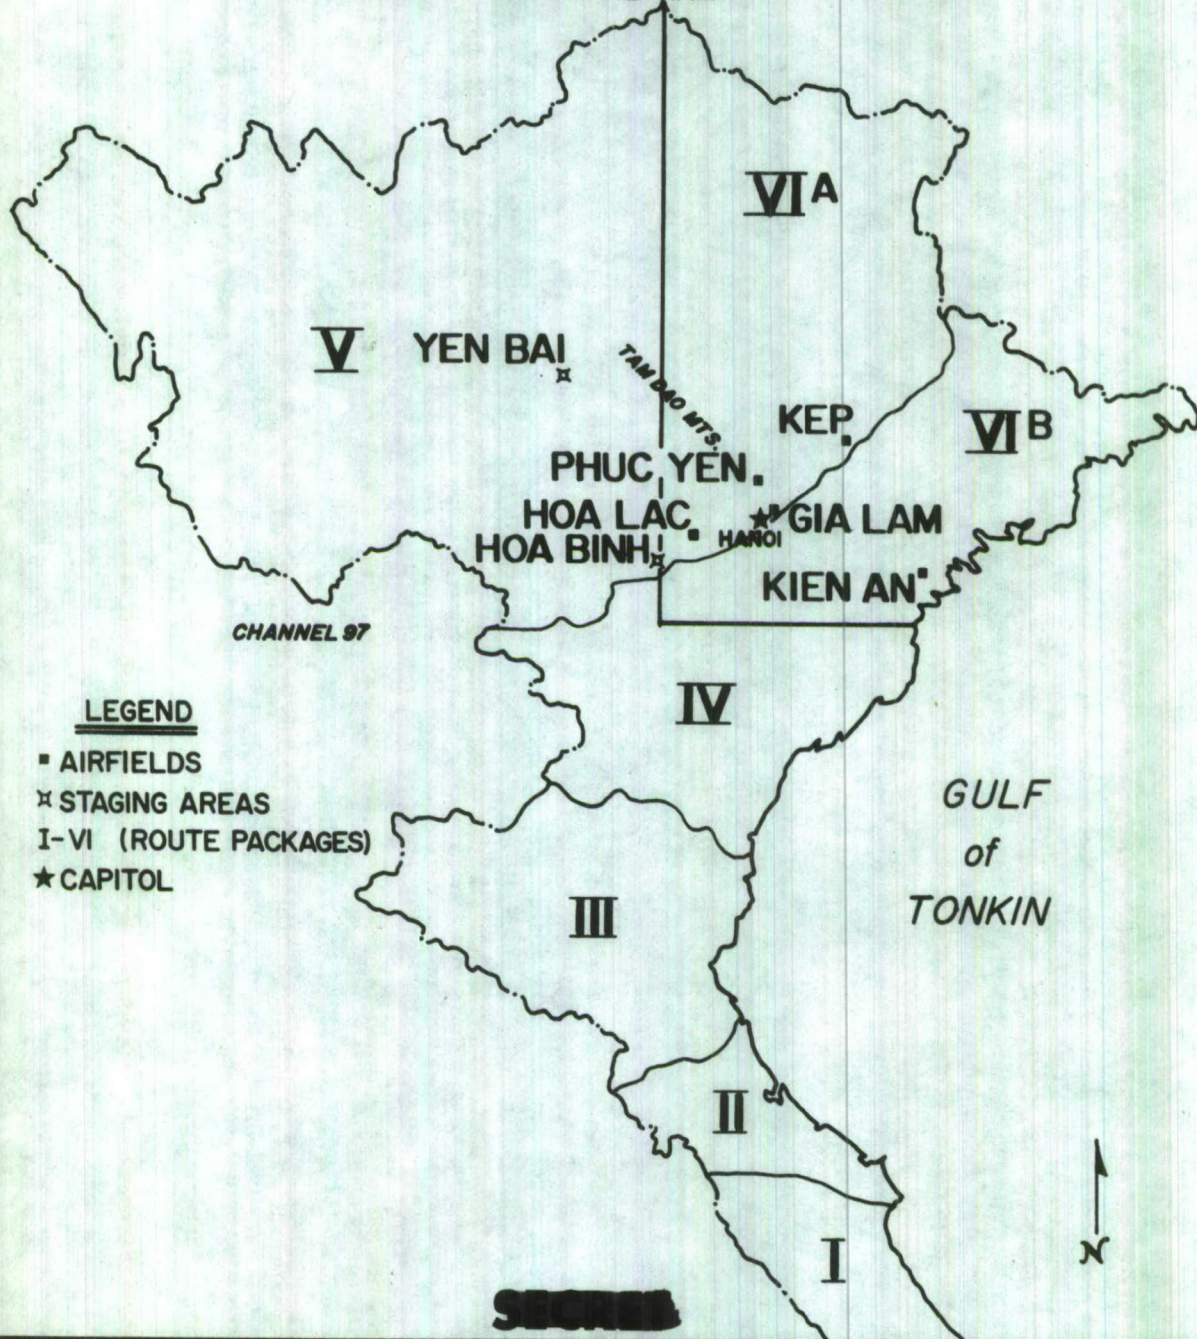 VI A
V
YEN BAI
TAM DAO MTS.
KEP
VI B
PHUC YEN
HOA LAC
HANOI
GIA LAM
HOA BINH
KIEN AN
CHANNEL 97
IV
LEGEND
AIRFIELDS
STAGING AREAS
I-VI (ROUTE PACKAGES)
CAPITOL
GULF
of
TONKIN
III
II
I
N
SECRET